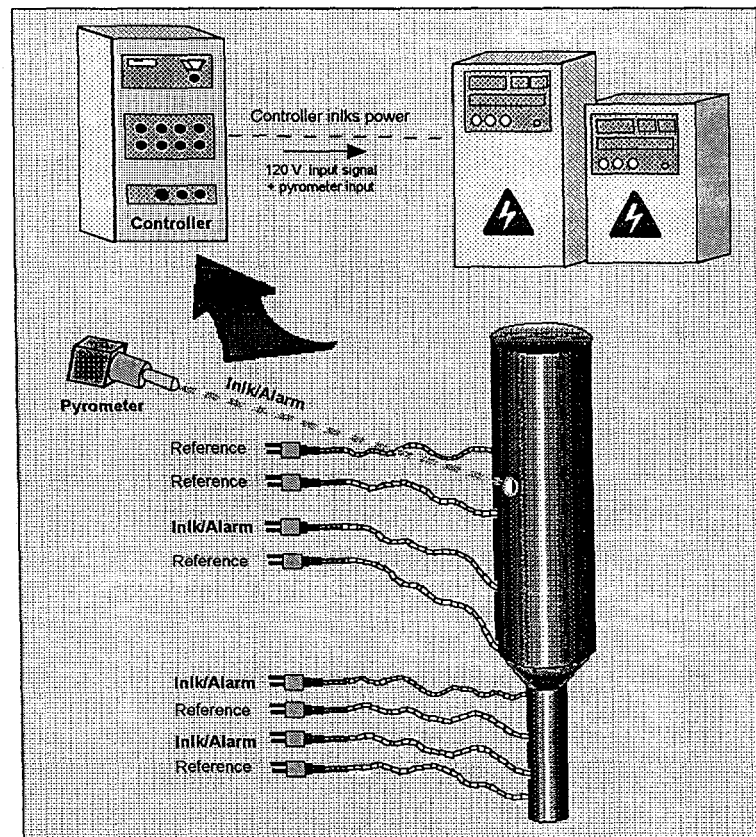 Controller inlks power
120 V input signal
+ pyrometer input
Controller
Inlk/Alarm
Pyrometer
Reference
Reference
Inlk/Alarm
Reference
Inlk/Alarm
Reference
Inlk/Alarm
Reference